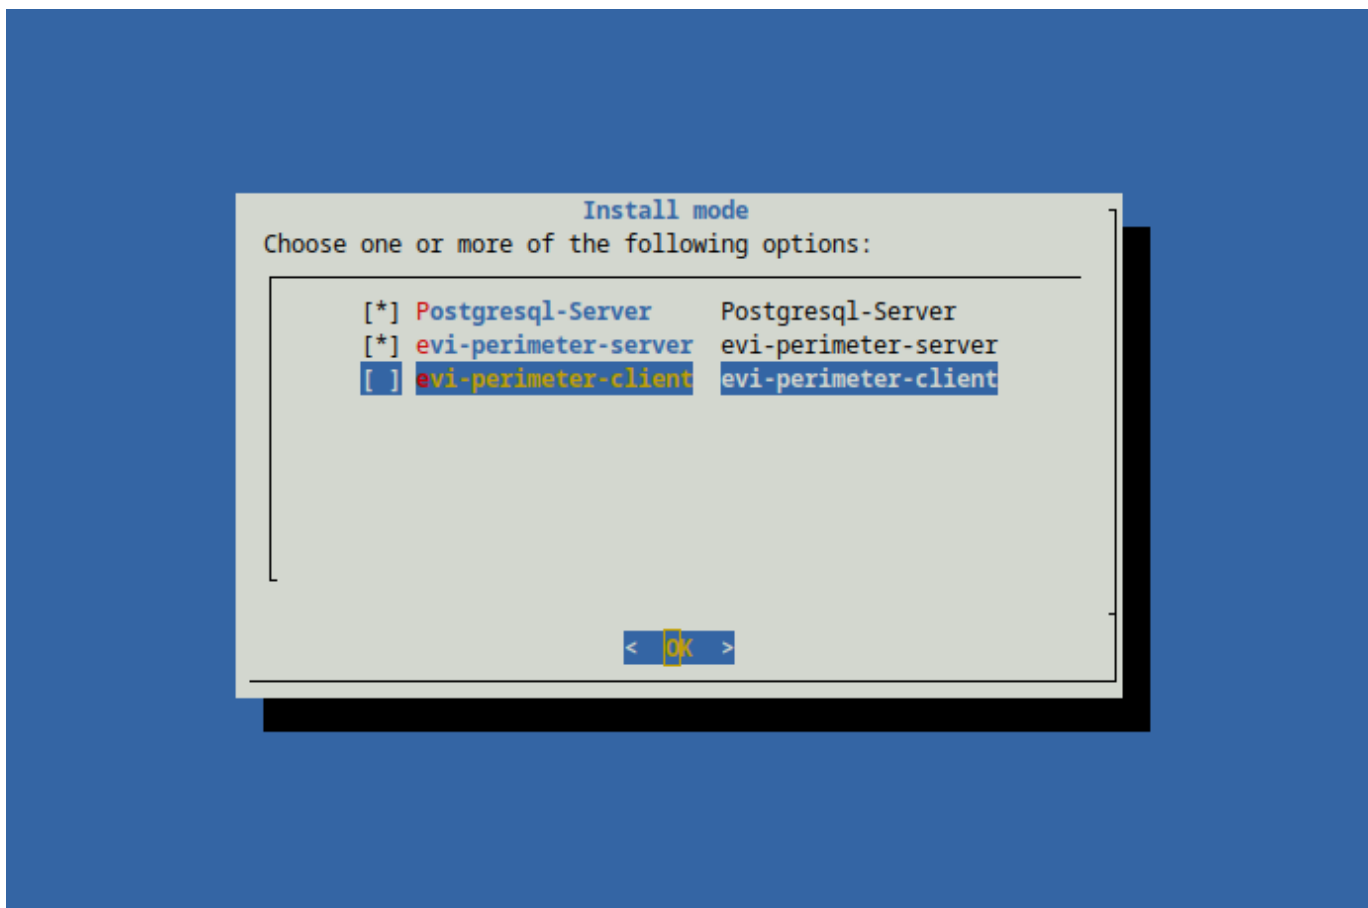 Install mode
Choose one or more of the following options:
[*] Postgresql-Server Postgresql-Server
[*] evi-perimeter-server evi-perimeter-server
[ ] evi-perimeter-client evi-perimeter-client
< OK >